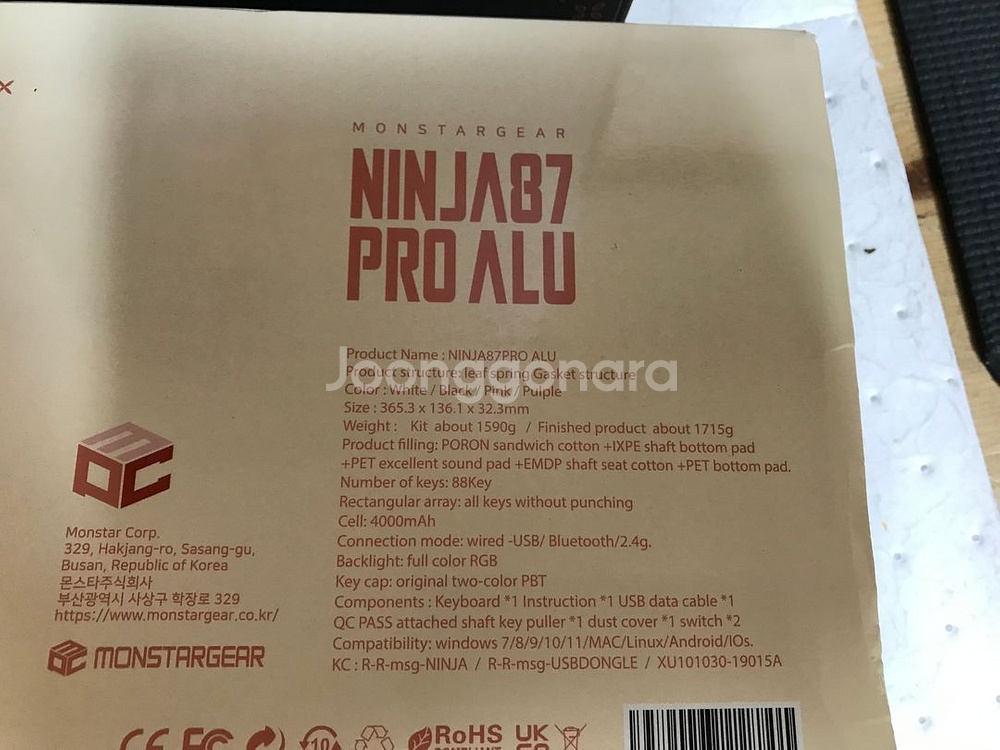 MONSTARGEAR
NINJA87
PRO ALU
Product Name : NINJA87PRO ALU
Product structure: leaf spring Gasket structure
Joonggonara
Color : White / Black / Pink / Puiple
Size : 365.3 x 136.1 x 32.3mm
Weight : Kit about 1590g / Finished product about 1715g
Product filling: PORON sandwich cotton +IXPE shaft bottom pad
+PET excellent sound pad +EMDP shaft seat cotton +PET bottom pad.
Number of keys: 88Key
Rectangular array: all keys without punching
Cell: 4000mAh
Connection mode: wired -USB/ Bluetooth/2.4g.
Backlight: full color RGB
Key cap: original two-color PBT
Components : Keyboard *1 Instruction *1 USB data cable *1
QC PASS attached shaft key puller *1 dust cover *1 switch *2
Compatibility: windows 7/8/9/10/11/MAC/Linux/Android/IOs.
KC : R-R-msg-NINJA / R-R-msg-USBDONGLE / XU101030-19015A
Monstar Corp.
329, Hakjang-ro, Sasang-gu,
Busan, Republic of Korea
몬스타주식회사
부산광역시 사상구 학장로 329
https://www.monstargear.co.kr/
MONSTARGEAR
CE FC 10 RoHS UK
COMPLIANT CA